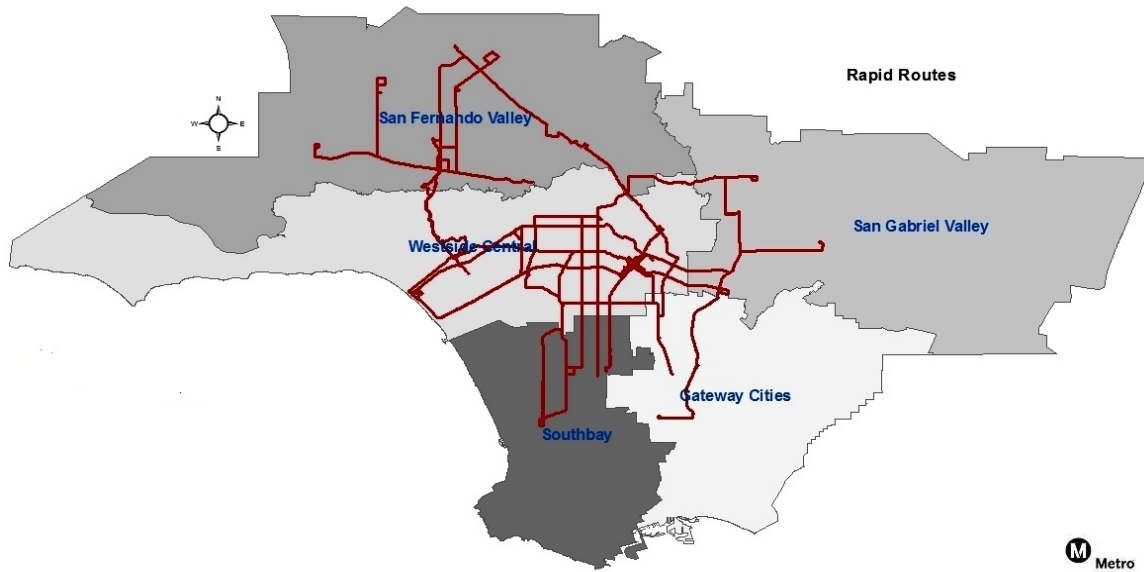 Rapid Routes
N
W E
S
San Fernando Valley
San Gabriel Valley
Westside Central
Gateway Cities
Southbay
M
Metro